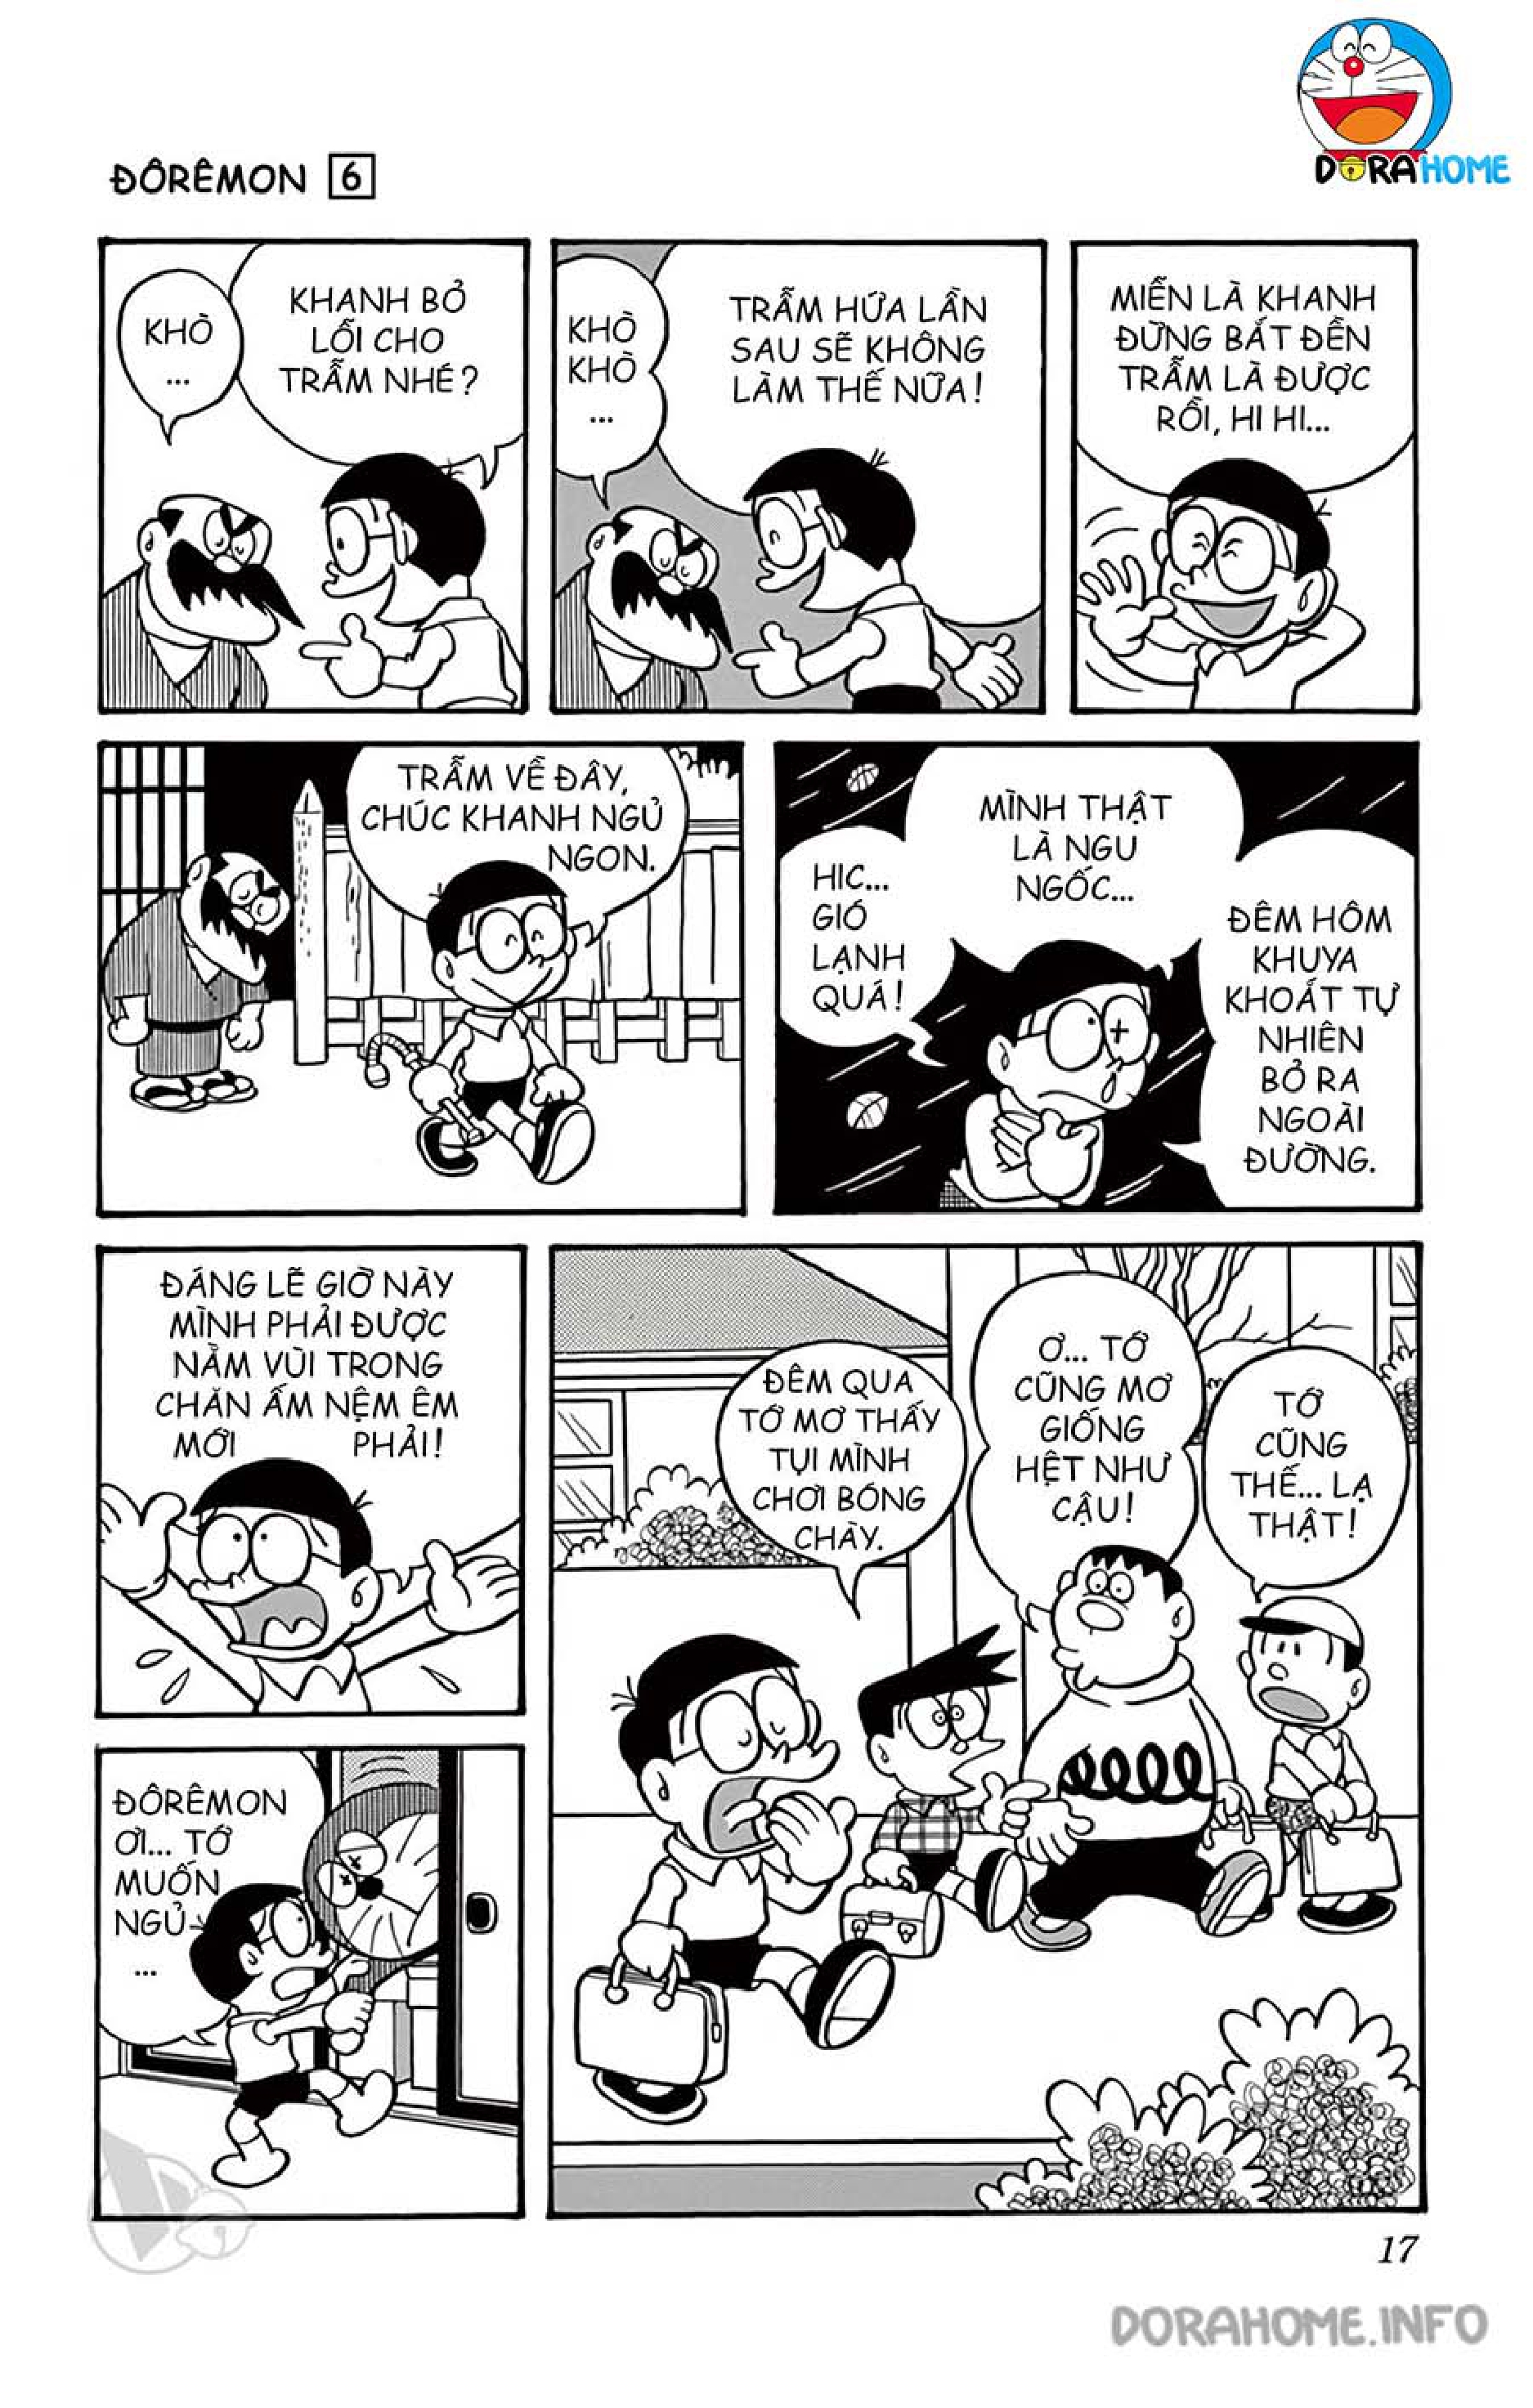 DORAHOME
ĐÔRÊMON 6
KHÒ
...
KHANH BỎ
LỖI CHO
TRẪM NHÉ?
KHÒ
KHÒ
...
TRẪM HỨA LẦN
SAU SẼ KHÔNG
LÀM THẾ NỮA!
MIỄN LÀ KHANH
ĐỪNG BẮT ĐỀN
TRẪM LÀ ĐƯỢC
RỒI, HI HI...
TRẪM VỀ ĐÂY,
CHÚC KHANH NGỦ
NGON.
HIC...
GIÓ
LẠNH
QUÁ!
MÌNH THẬT
LÀ NGU
NGỐC...
ĐÊM HÔM
KHUYA
KHOẮT TỰ
NHIÊN
BỎ RA
NGOÀI
ĐƯỜNG.
ĐÁNG LẼ GIỜ NÀY
MÌNH PHẢI ĐƯỢC
NẰM VÙI TRONG
CHĂN ẤM NỆM ÊM
MỚI PHẢI!
ĐÔRÊMON
ƠI... TỚ
MUỐN
NGỦ
...
ĐÊM QUA
TỚ MƠ THẤY
TỤI MÌNH
CHƠI BÓNG
CHÀY.
Ơ... TỚ
CŨNG MƠ
GIỐNG
HỆT NHƯ
CẬU!
TỚ
CŨNG
THẾ... LẠ
THẬT!
17
DORAHOME.INFO